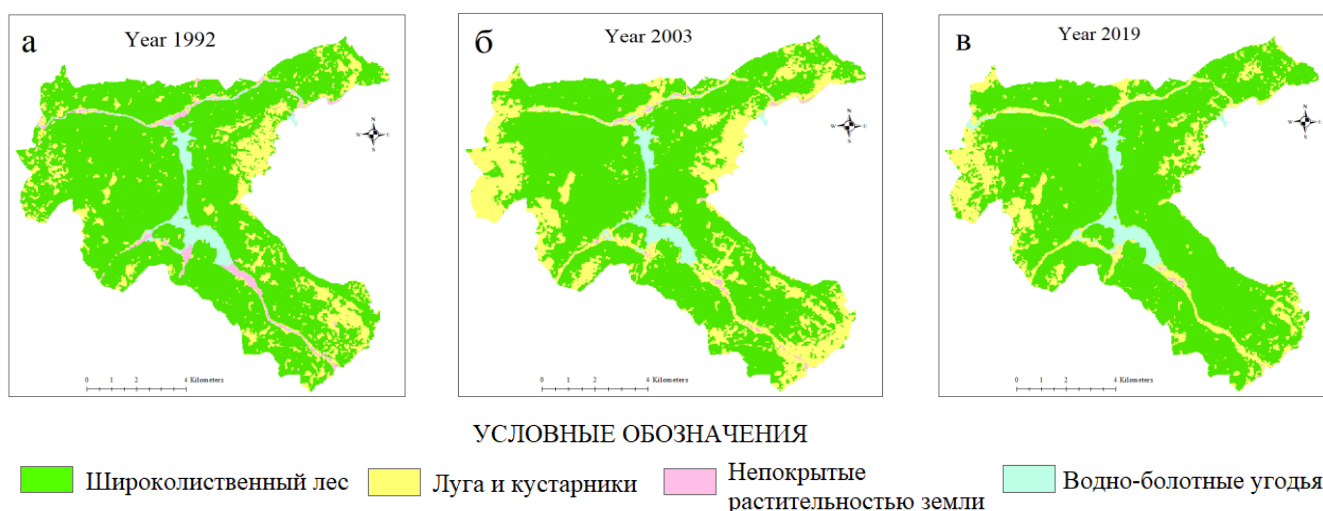 а Year 1992
б Year 2003
в Year 2019
N
W E
S
N
W E
S
N
W E
S
0 1 2 4 Kilometers
0 1 2 4 Kilometers
0 1 2 4 Kilometers
УСЛОВНЫЕ ОБОЗНАЧЕНИЯ
Широколиственный лес
Луга и кустарники
Непокрытые
растительностью земли
Водно-болотные угодья